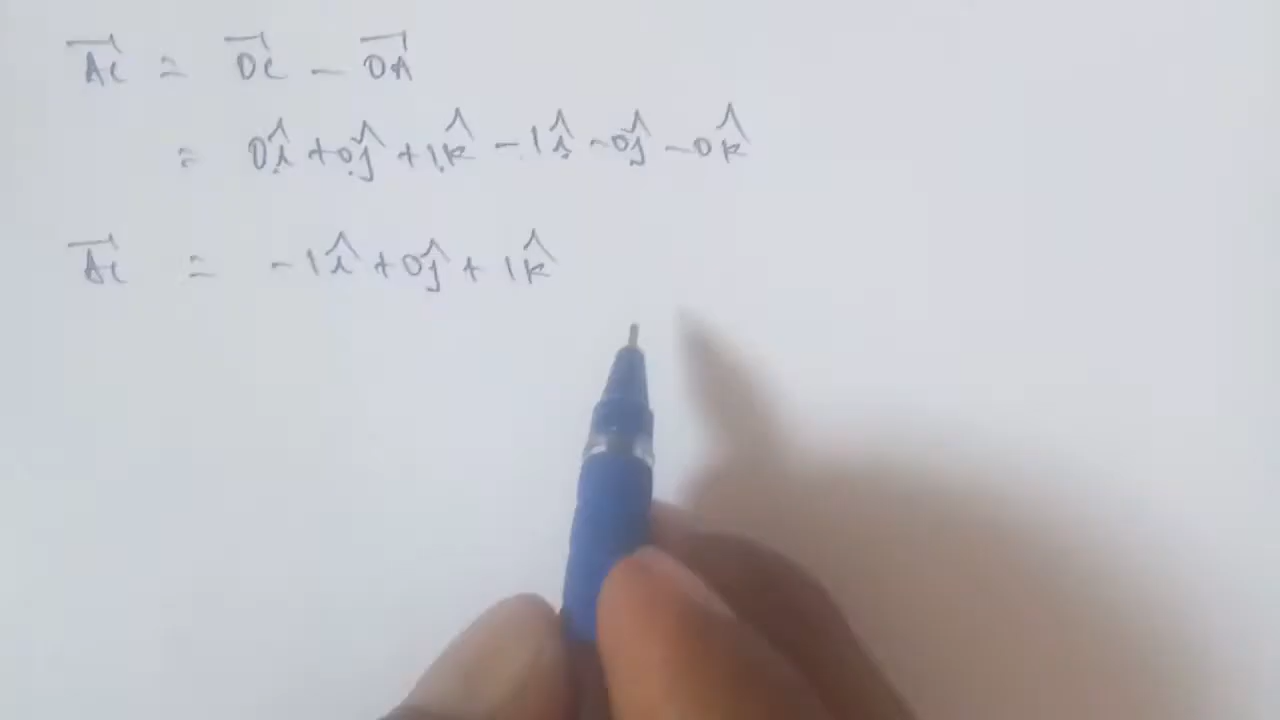 AC⃗ = OC⃗ - OA⃗
= 0î + 0ĵ + 1k̂ - 1î - 0ĵ - 0k̂
AC⃗ = -1î + 0ĵ + 1k̂